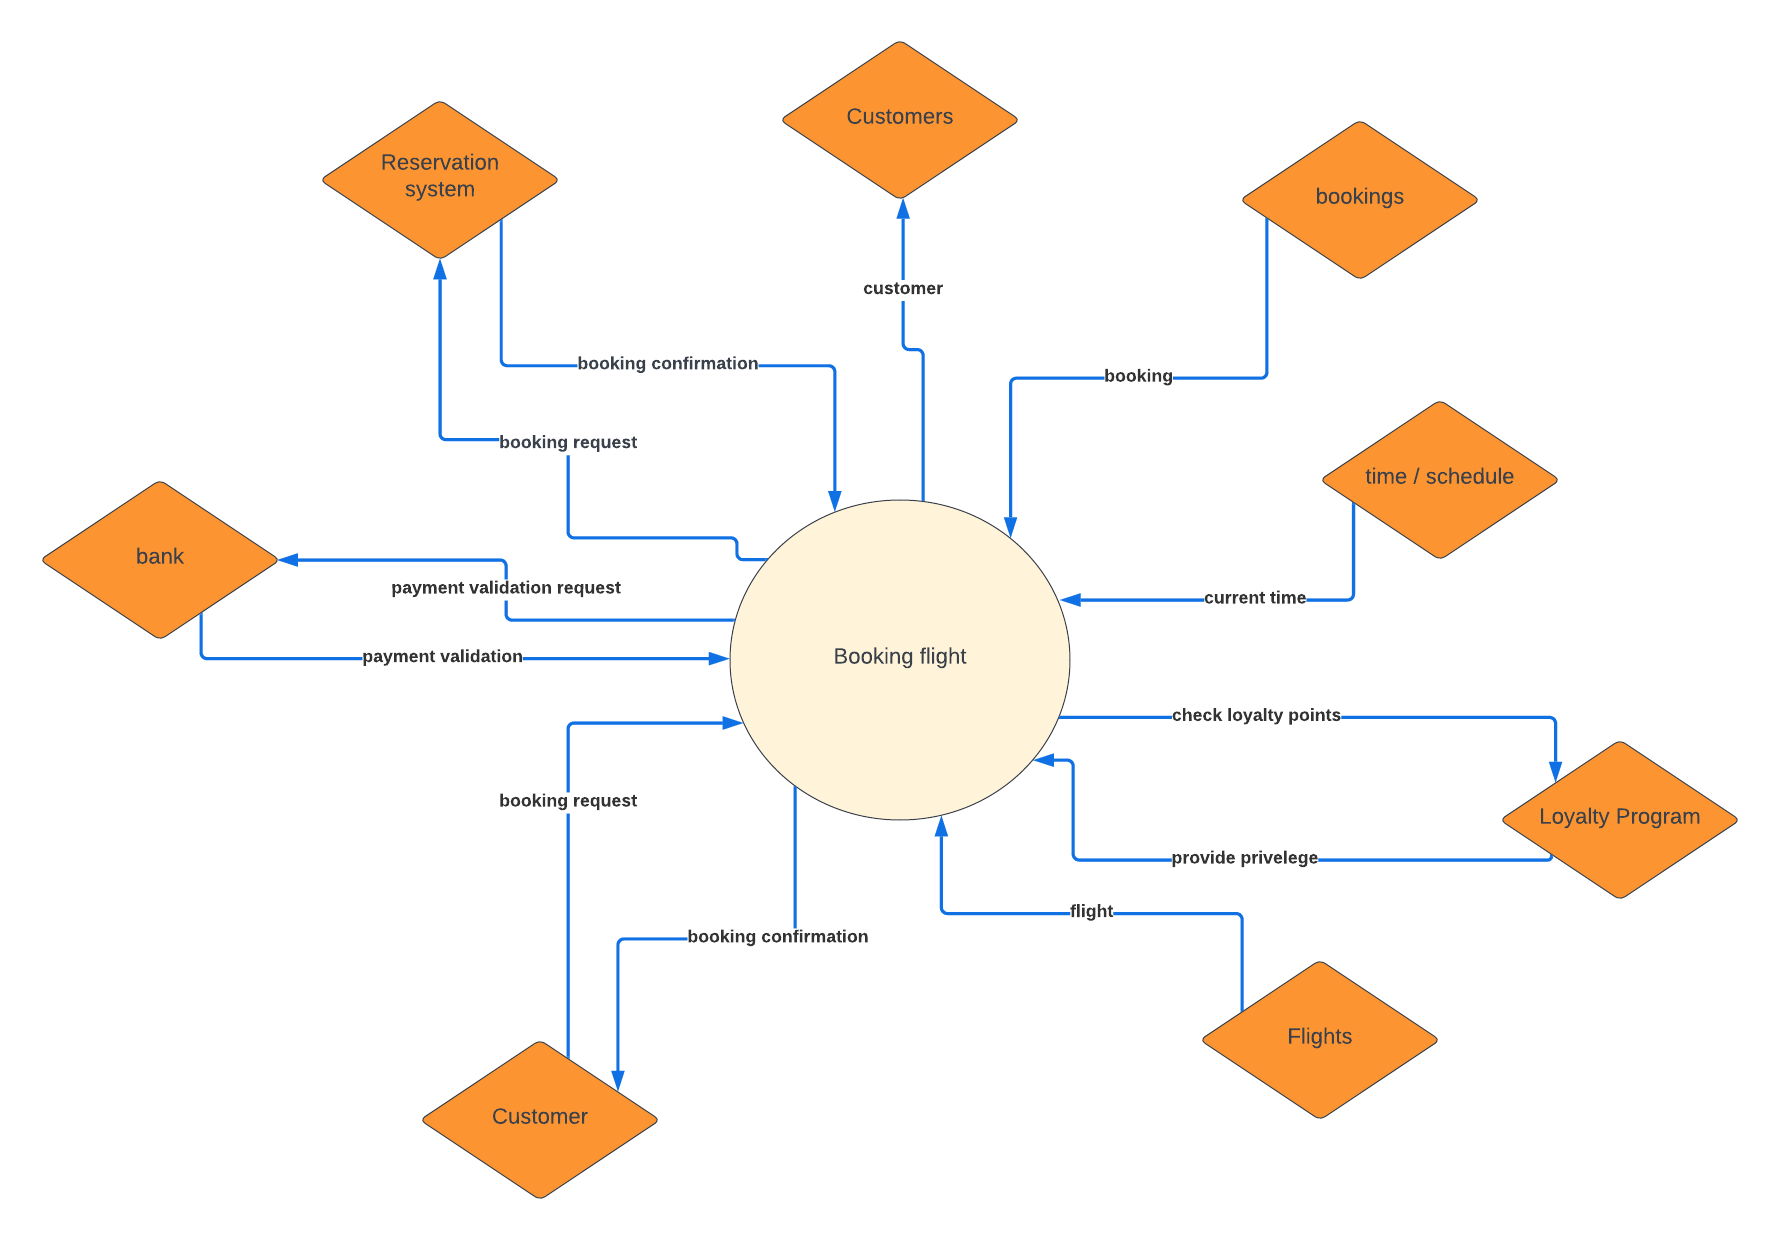 Customers
Reservation
system
bookings
customer
booking confirmation
booking
booking request
time / schedule
bank
payment validation request
current time
payment validation
Booking flight
check loyalty points
booking request
Loyalty Program
provide privelege
flight
booking confirmation
Flights
Customer